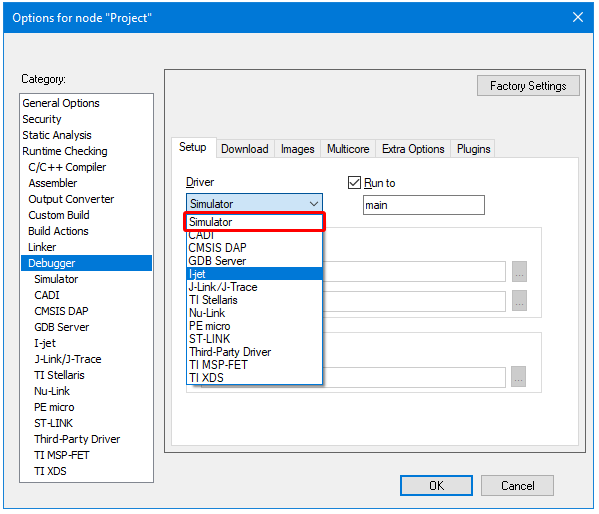 Options for node "Project"
Category:
General Options
Security
Static Analysis
Runtime Checking
C/C++ Compiler
Assembler
Output Converter
Custom Build
Build Actions
Linker
Debugger
Simulator
CADI
CMSIS DAP
GDB Server
I-jet
J-Link/J-Trace
TI Stellaris
Nu-Link
PE micro
ST-LINK
Third-Party Driver
TI MSP-FET
TI XDS
Factory Settings
Setup Download Images Multicore Extra Options Plugins
Driver
Simulator
Run to
main
Simulator
CADI
CMSIS DAP
GDB Server
I-jet
J-Link/J-Trace
TI Stellaris
Nu-Link
PE micro
ST-LINK
Third-Party Driver
TI MSP-FET
TI XDS
...
...
...
OK Cancel